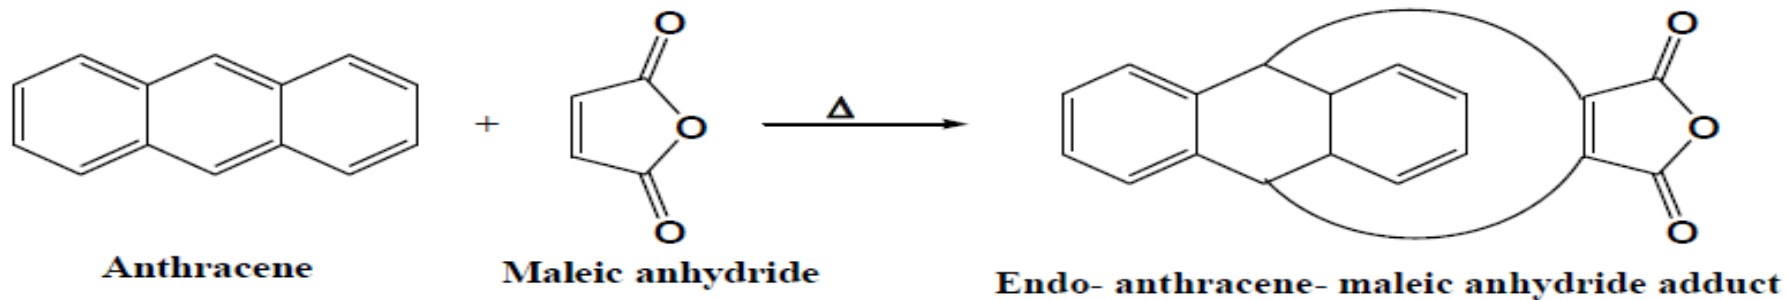 O O
+ O Δ O
O O
Anthracene Maleic anhydride Endo- anthracene- maleic anhydride adduct